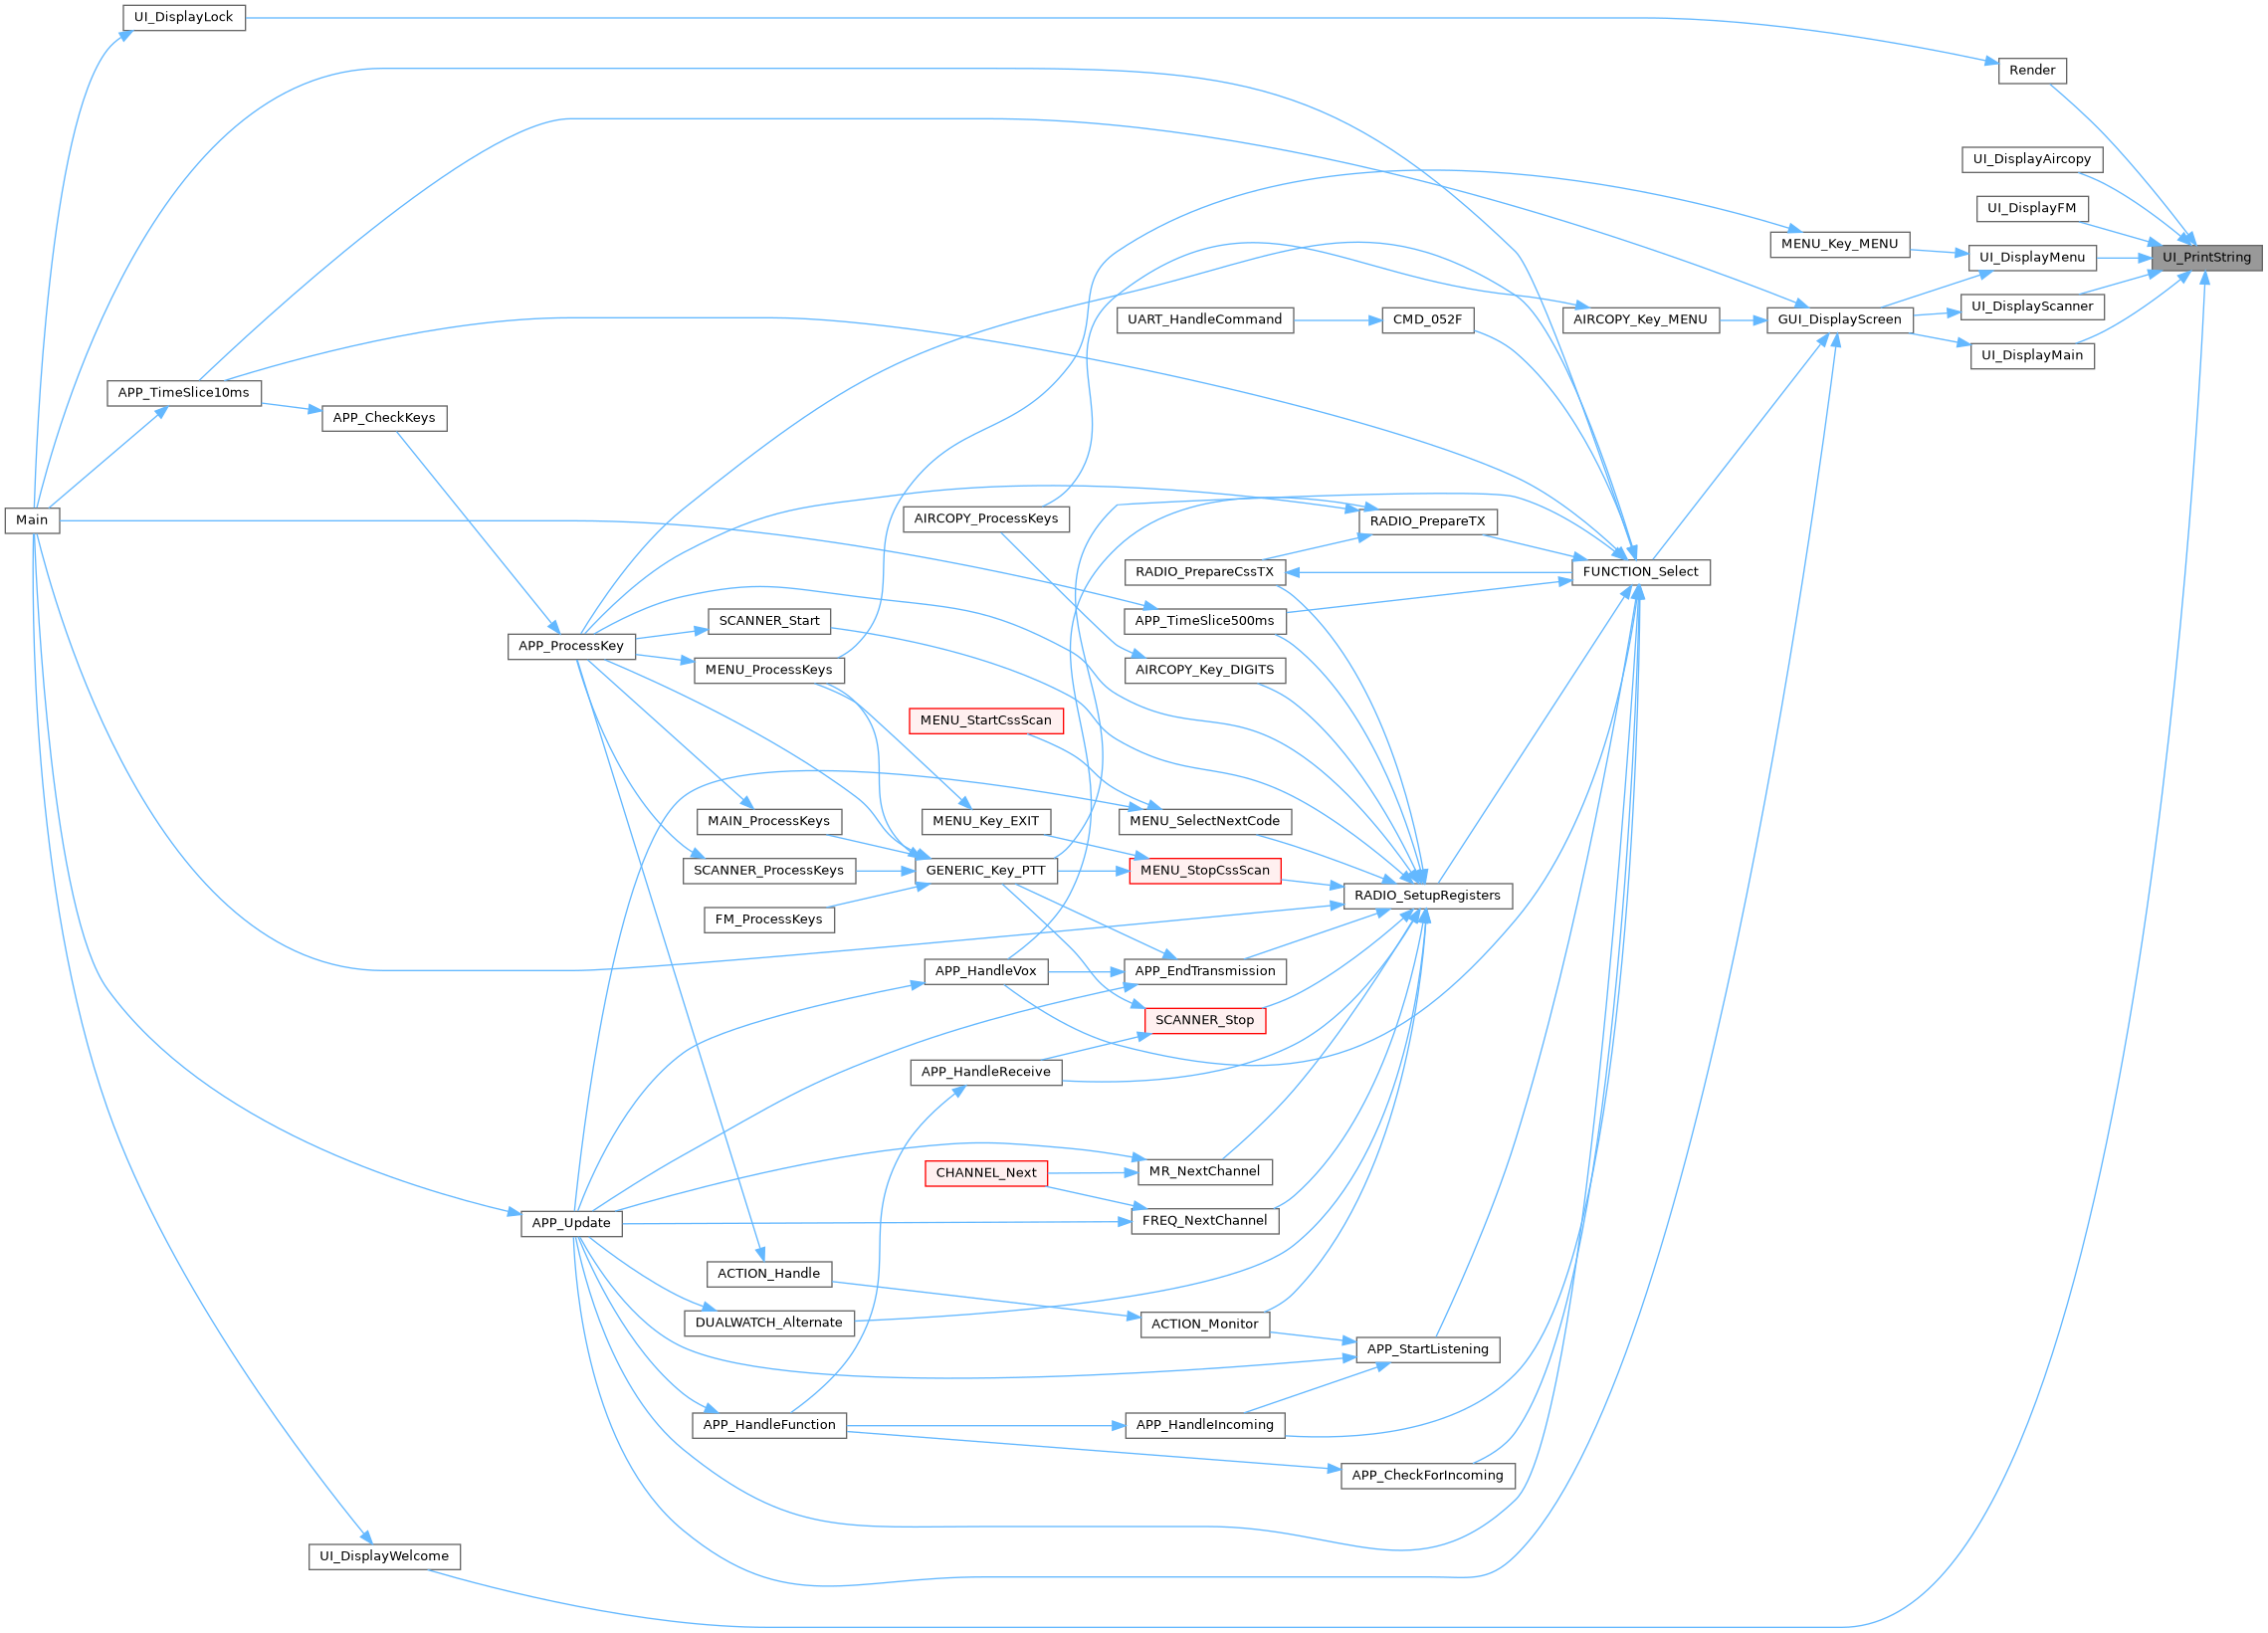 UI_DisplayLock
Render
UI_DisplayAircopy
UI_DisplayFM
MENU_Key_MENU
UI_DisplayMenu
UI_PrintString
UI_DisplayScanner
UART_HandleCommand
CMD_052F
AIRCOPY_Key_MENU
GUI_DisplayScreen
UI_DisplayMain
APP_TimeSlice10ms
APP_CheckKeys
Main
AIRCOPY_ProcessKeys
RADIO_PrepareTX
RADIO_PrepareCssTX
FUNCTION_Select
SCANNER_Start
APP_TimeSlice500ms
APP_ProcessKey
MENU_ProcessKeys
AIRCOPY_Key_DIGITS
MENU_StartCssScan
MAIN_ProcessKeys
MENU_Key_EXIT
MENU_SelectNextCode
SCANNER_ProcessKeys
GENERIC_Key_PTT
MENU_StopCssScan
RADIO_SetupRegisters
FM_ProcessKeys
APP_HandleVox
APP_EndTransmission
SCANNER_Stop
APP_HandleReceive
CHANNEL_Next
MR_NextChannel
APP_Update
FREQ_NextChannel
ACTION_Handle
DUALWATCH_Alternate
ACTION_Monitor
APP_StartListening
APP_HandleFunction
APP_HandleIncoming
APP_CheckForIncoming
UI_DisplayWelcome